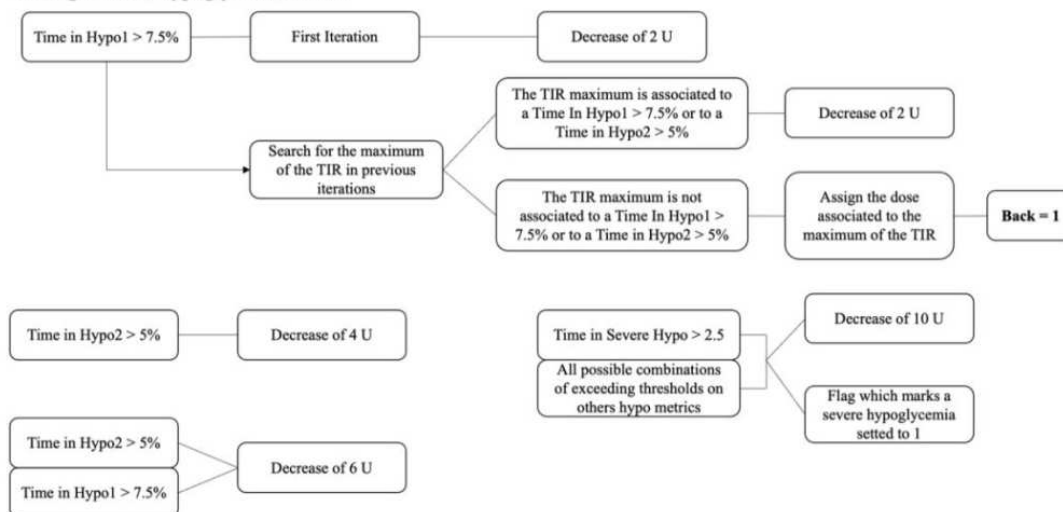 Time in Hypo1 > 7.5%
First Iteration
Decrease of 2 U
The TIR maximum is associated to
a Time In Hypo1 > 7.5% or to a
Time in Hypo2 > 5%
Decrease of 2 U
Search for the maximum
of the TIR in previous
iterations
The TIR maximum is not
associated to a Time In Hypo1 >
7.5% or to a Time in Hypo2 > 5%
Assign the dose
associated to the
maximum of the TIR
Back = 1
Time in Hypo2 > 5%
Decrease of 4 U
Time in Severe Hypo > 2.5
All possible combinations
of exceeding thresholds on
others hypo metrics
Decrease of 10 U
Flag which marks a
severe hypoglycemia
setted to 1
Time in Hypo2 > 5%
Time in Hypo1 > 7.5%
Decrease of 6 U